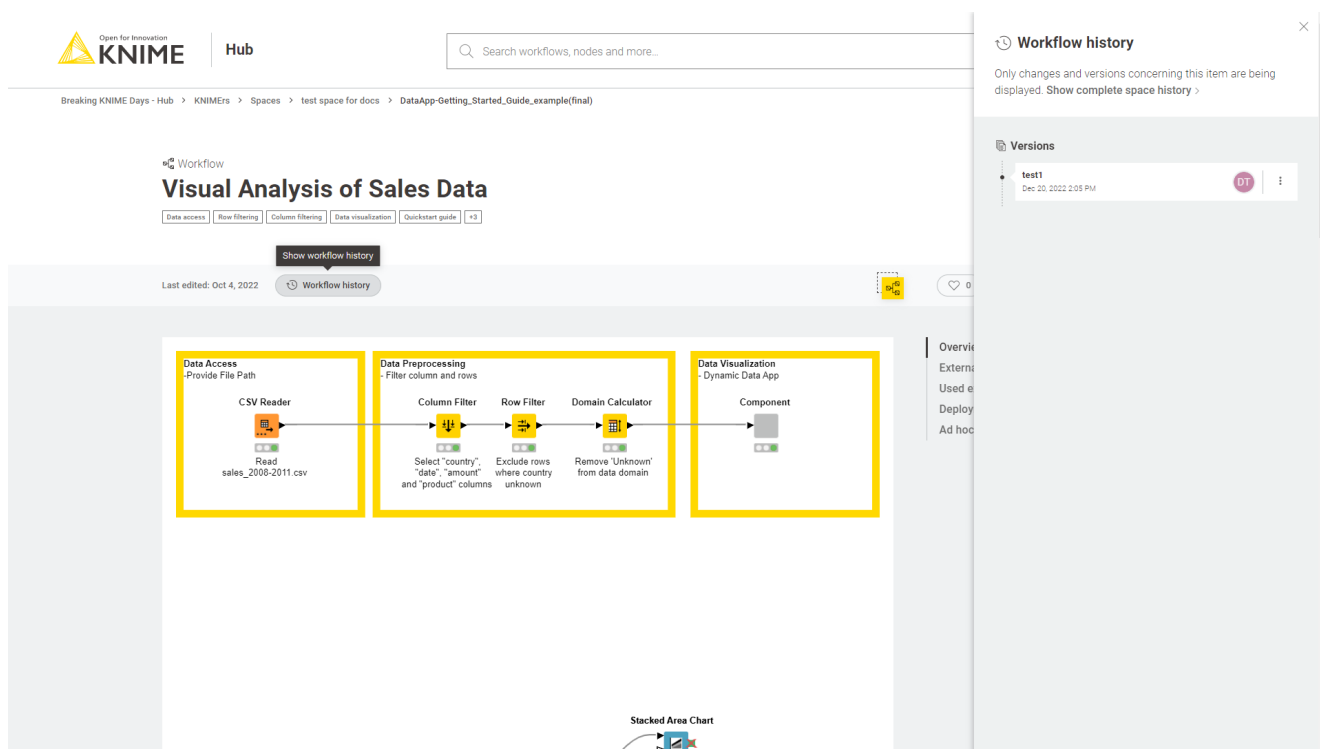 Open for Innovation
KNIME
Hub
Search workflows, nodes and more...
Breaking KNIME Days - Hub > KNIMErs > Spaces > test space for docs > DataApp-Getting_Started_Guide_example(final)
Workflow
Visual Analysis of Sales Data
Data access
Row filtering
Column filtering
Data visualization
Quickstart guide
+3
Show workflow history
Last edited: Oct 4, 2022
Workflow history
0
Data Access
-Provide File Path
CSV Reader
Read
sales_2008-2011.csv
Data Preprocessing
- Filter column and rows
Column Filter
Select "country",
"date", "amount"
and "product" columns
Row Filter
Exclude rows
where country
unknown
Domain Calculator
Remove 'Unknown'
from data domain
Data Visualization
- Dynamic Data App
Component
Stacked Area Chart
Overvie
Externa
Used e
Deploy
Ad hoc
Workflow history
Only changes and versions concerning this item are being
displayed. Show complete space history >
Versions
test1
Dec 20, 2022 2:05 PM
DT